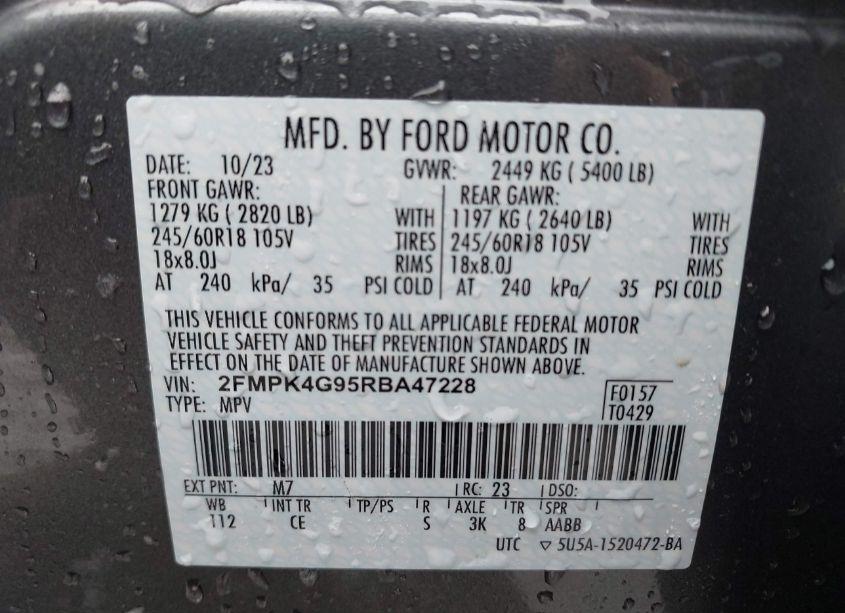 MFD. BY FORD MOTOR CO.
DATE: 10/23 GVWR: 2449 KG ( 5400 LB)
FRONT GAWR: REAR GAWR:
1279 KG ( 2820 LB) WITH 1197 KG ( 2640 LB) WITH
245/60R18 105V TIRES 245/60R18 105V TIRES
18x8.0J RIMS 18x8.0J RIMS
AT 240 kPa/ 35 PSI COLD AT 240 kPa/ 35 PSI COLD
THIS VEHICLE CONFORMS TO ALL APPLICABLE FEDERAL MOTOR
VEHICLE SAFETY AND THEFT PREVENTION STANDARDS IN
EFFECT ON THE DATE OF MANUFACTURE SHOWN ABOVE.
VIN: 2FMPK4G95RBA47228 F0157
TYPE: MPV T0429
EXT PNT: M7 RC: 23 DSO:
WB INT TR TP/PS R AXLE TR SPR
112 CE S 3K 8 AABB
UTC ▽ 5U5A-1520472-BA